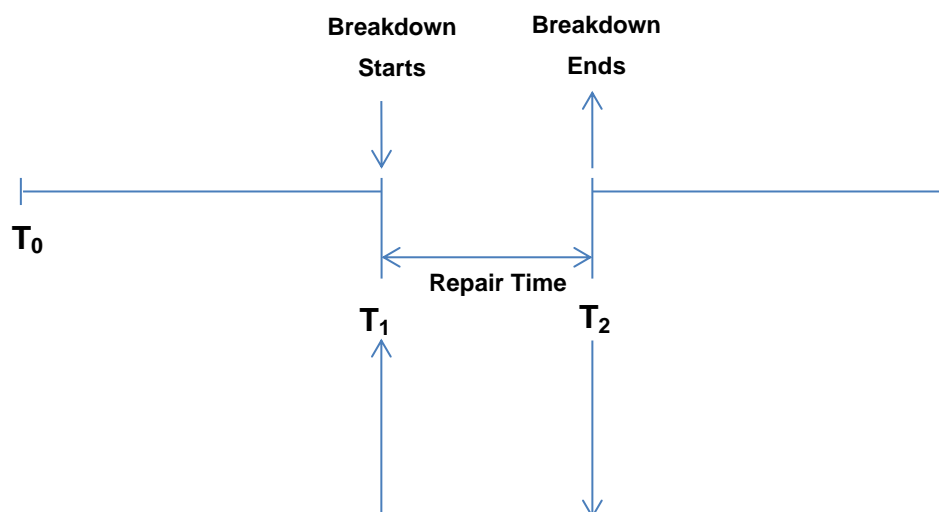 Breakdown
Starts
Breakdown
Ends
T₀
Repair Time
T₁
T₂